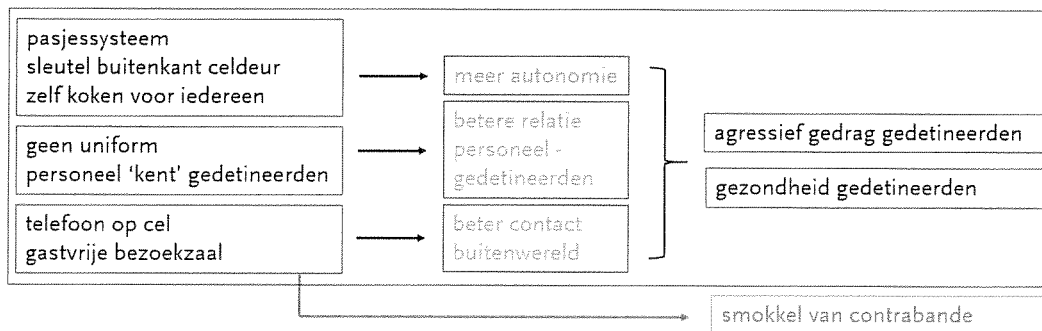 pasjessysteem
sleutel buitenkant celdeur
zelf koken voor iedereen
meer autonomie
geen uniform
personeel 'kent' gedetineerden
betere relatie
personeel -
gedetineerden
telefoon op cel
gastvrije bezoekzaal
beter contact
buitenwereld
agressief gedrag gedetineerden
gezondheid gedetineerden
smokkel van contrabande